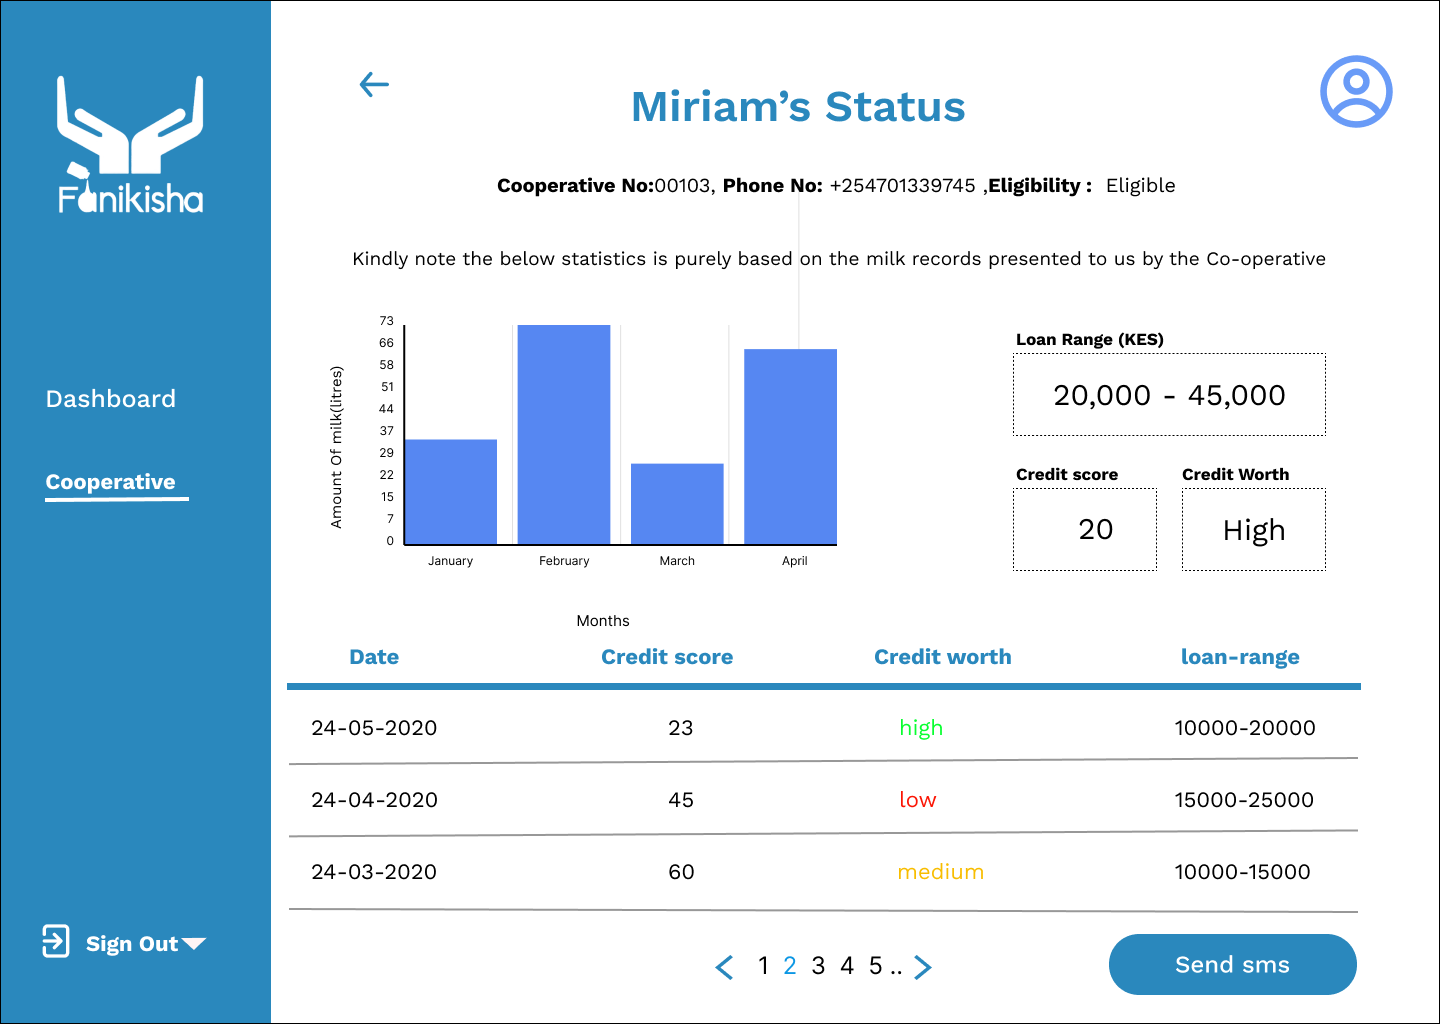 Fanikisha
Dashboard
Cooperative
Sign Out
Miriam’s Status
Cooperative No:00103, Phone No: +254701339745 ,Eligibility : Eligible
Kindly note the below statistics is purely based on the milk records presented to us by the Co-operative
Amount Of milk(litres)
73
66
58
51
44
37
29
22
15
7
0
January February March April
Months
Loan Range (KES)
20,000 - 45,000
Credit score Credit Worth
20 High
Date Credit score Credit worth loan-range
24-05-2020 23 high 10000-20000
24-04-2020 45 low 15000-25000
24-03-2020 60 medium 10000-15000
1 2 3 4 5 ..
Send sms